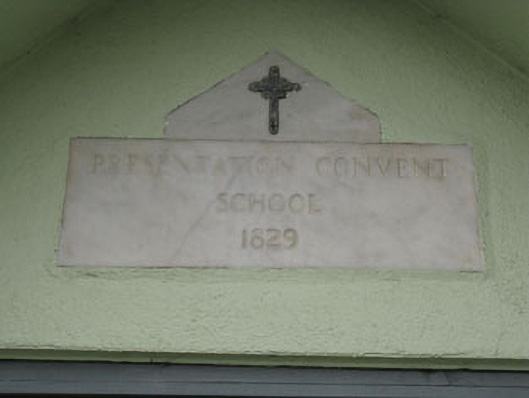 PRESENTATION CONVENT
SCHOOL
1829